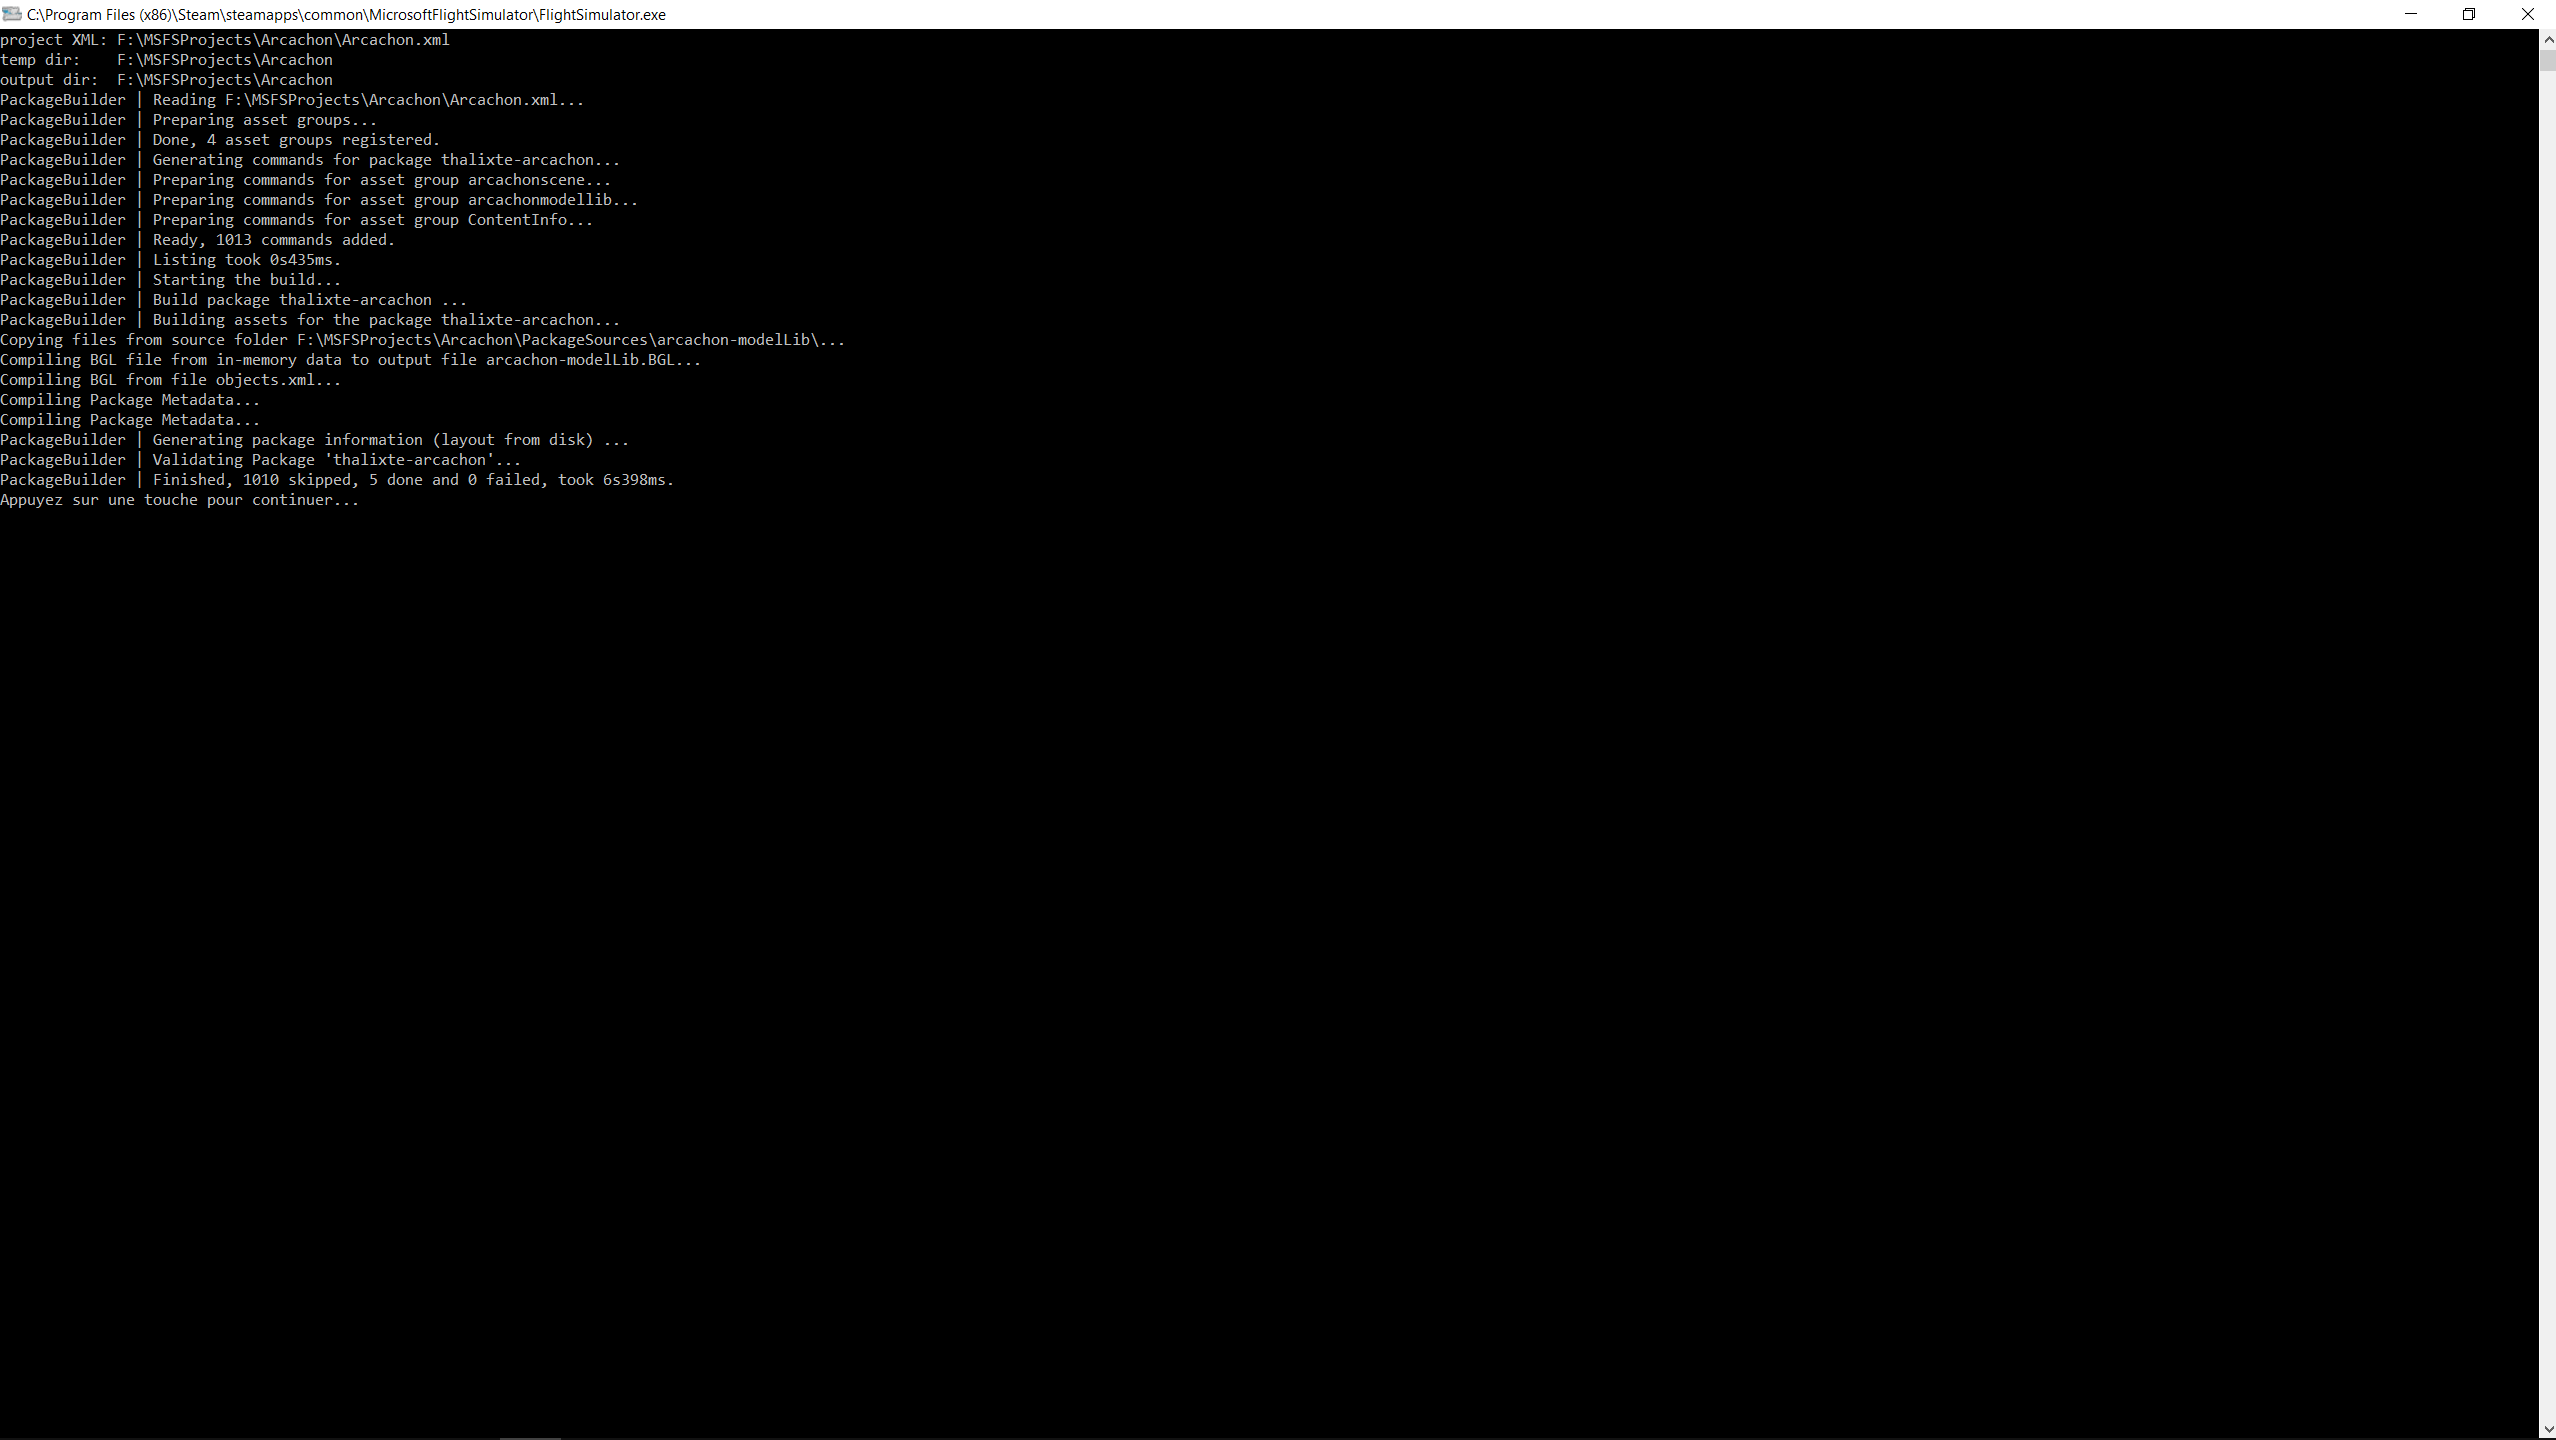 C:\Program Files (x86)\Steam\steamapps\common\MicrosoftFlightSimulator\FlightSimulator.exe
project XML: F:\MSFSProjects\Arcachon\Arcachon.xml
temp dir:    F:\MSFSProjects\Arcachon
output dir:  F:\MSFSProjects\Arcachon
PackageBuilder | Reading F:\MSFSProjects\Arcachon\Arcachon.xml...
PackageBuilder | Preparing asset groups...
PackageBuilder | Done, 4 asset groups registered.
PackageBuilder | Generating commands for package thalixte-arcachon...
PackageBuilder | Preparing commands for asset group arcachonscene...
PackageBuilder | Preparing commands for asset group arcachonmodellib...
PackageBuilder | Preparing commands for asset group ContentInfo...
PackageBuilder | Ready, 1013 commands added.
PackageBuilder | Listing took 0s435ms.
PackageBuilder | Starting the build...
PackageBuilder | Build package thalixte-arcachon ...
PackageBuilder | Building assets for the package thalixte-arcachon...
Copying files from source folder F:\MSFSProjects\Arcachon\PackageSources\arcachon-modelLib\...
Compiling BGL file from in-memory data to output file arcachon-modelLib.BGL...
Compiling BGL from file objects.xml...
Compiling Package Metadata...
Compiling Package Metadata...
PackageBuilder | Generating package information (layout from disk) ...
PackageBuilder | Validating Package 'thalixte-arcachon'...
PackageBuilder | Finished, 1010 skipped, 5 done and 0 failed, took 6s398ms.
Appuyez sur une touche pour continuer...